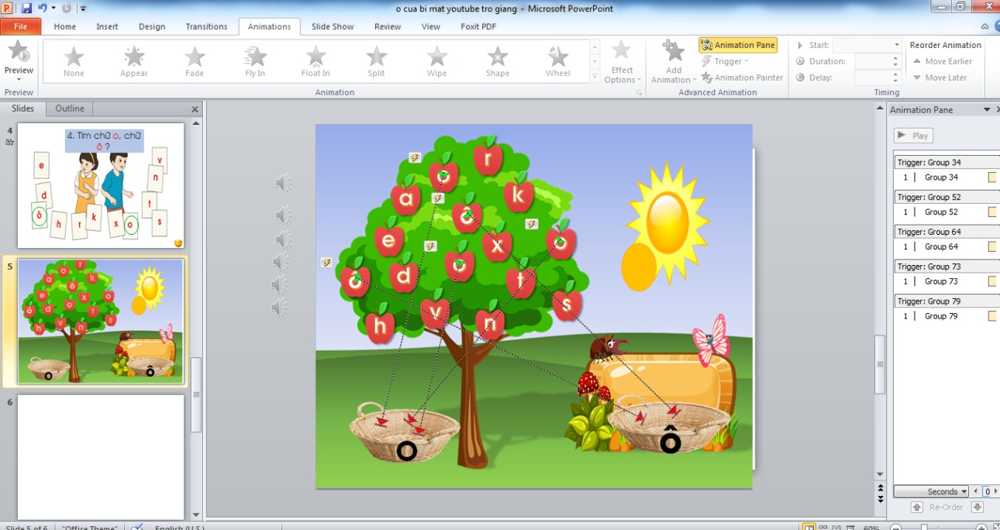 o cua bi mat youtube tro giang - Microsoft PowerPoint
File Home Insert Design Transitions Animations Slide Show Review View Foxit PDF
Preview
None Appear Fade Fly In Float In Split Wipe Shape Wheel
Effect Options
Add Animation
Animation Pane
Trigger
Animation Painter
Start:
Duration:
Delay:
Reorder Animation
Move Earlier
Move Later
Preview Animation Advanced Animation Timing
Slides Outline
4
4. Tìm chữ o, chữ
ô ?
e
v
n
d
t
ô
h
r
k
x
o
s
5
r
o
a
k
ô
e
x
o
ô
d
o
t
h
v
n
s
o
ô
6
r
o
a
k
ô
e
x
o
ô
d
o
t
s
h
v
n
o
ô
Animation Pane
Play
Trigger: Group 34
1 Group 34
Trigger: Group 52
1 Group 52
Trigger: Group 64
1 Group 64
Trigger: Group 73
1 Group 73
Trigger: Group 79
1 Group 79
Seconds 0
Re-Order
Slide 5 of 6 "Office Theme" English (U.S.) 60%